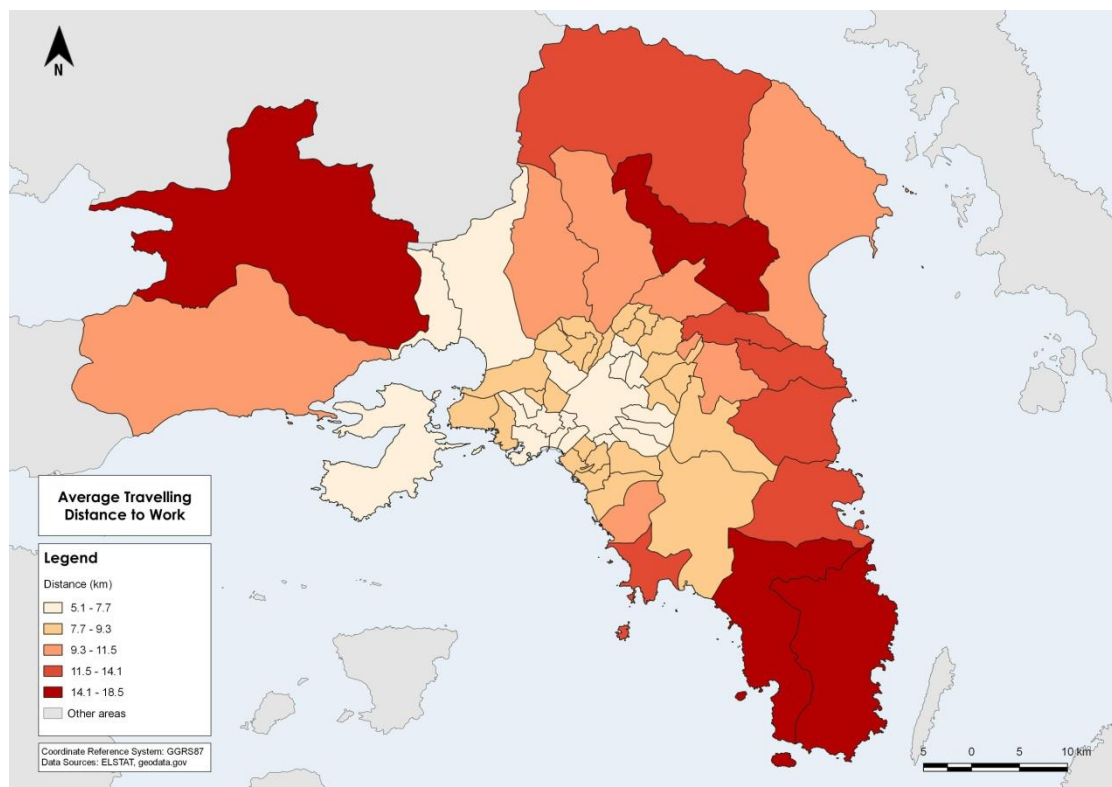 N
Average Travelling
Distance to Work
Legend
Distance (km)
5.1 - 7.7
7.7 - 9.3
9.3 - 11.5
11.5 - 14.1
14.1 - 18.5
Other areas
Coordinate Reference System: GGRS87
Data Sources: ELSTAT, geodata.gov
5 0 5 10 km